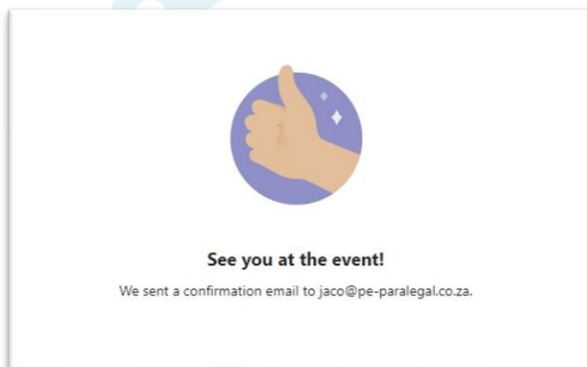 See you at the event!
We sent a confirmation email to jaco@pe-paralegal.co.za.